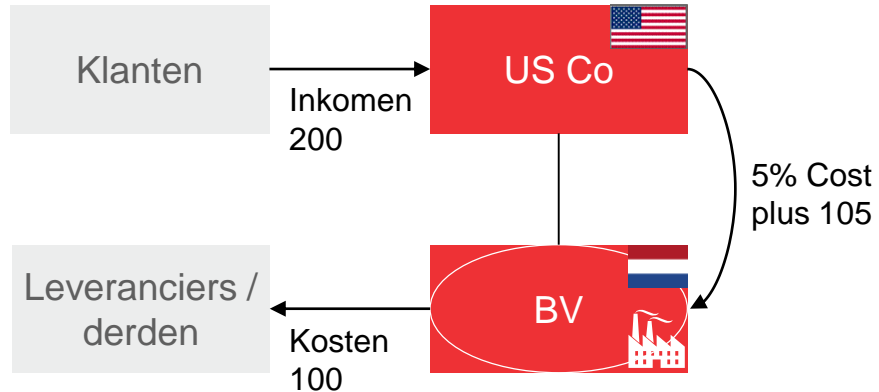 Klanten
US Co
Inkomen
200
5% Cost
plus 105
Leveranciers /
derden
BV
Kosten
100